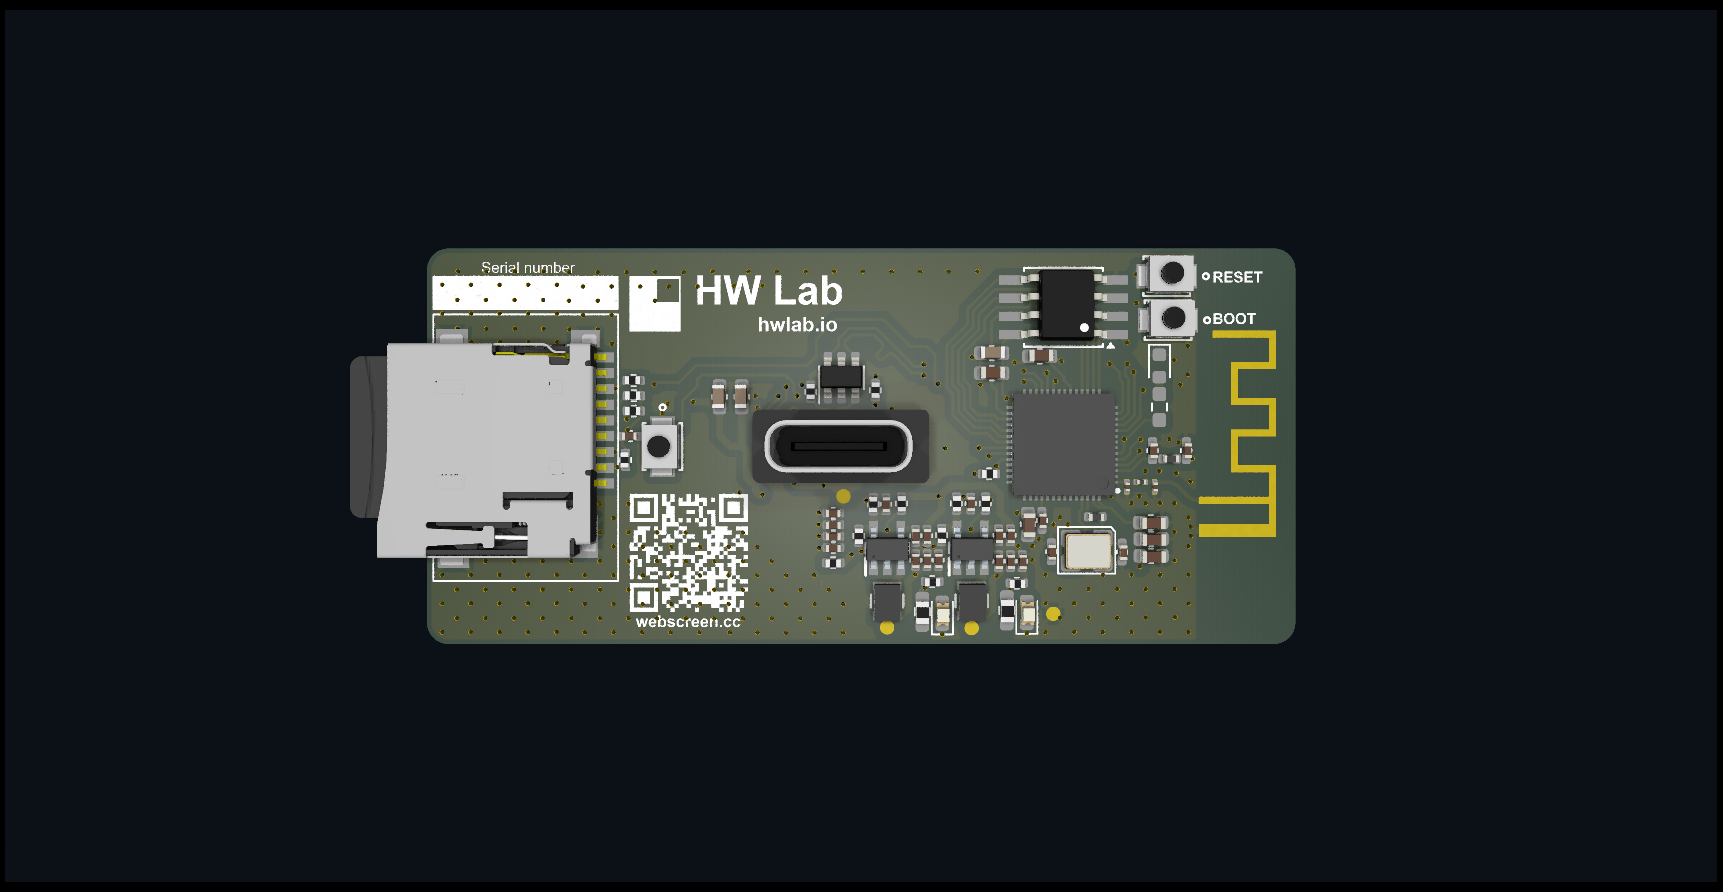 Serial number
HW Lab
hwlab.io
RESET
BOOT
webscreen.cc